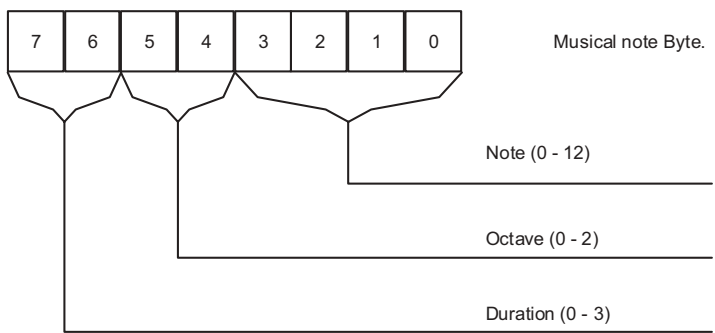 7 6 5 4 3 2 1 0 Musical note Byte.
Note (0 - 12)
Octave (0 - 2)
Duration (0 - 3)